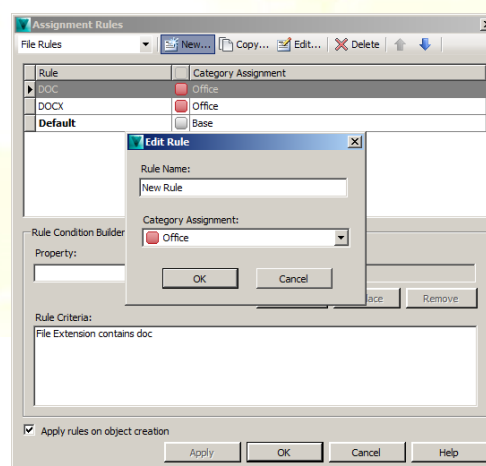 Assignment Rules
File Rules New... Copy... Edit... Delete
Rule Category Assignment
DOC Office
DOCX Office
Default Base
Edit Rule
Rule Name:
New Rule
Category Assignment:
Office
OK Cancel
Rule Condition Builder
Property:
Remove
Rule Criteria:
File Extension contains doc
Apply rules on object creation
Apply OK Cancel Help